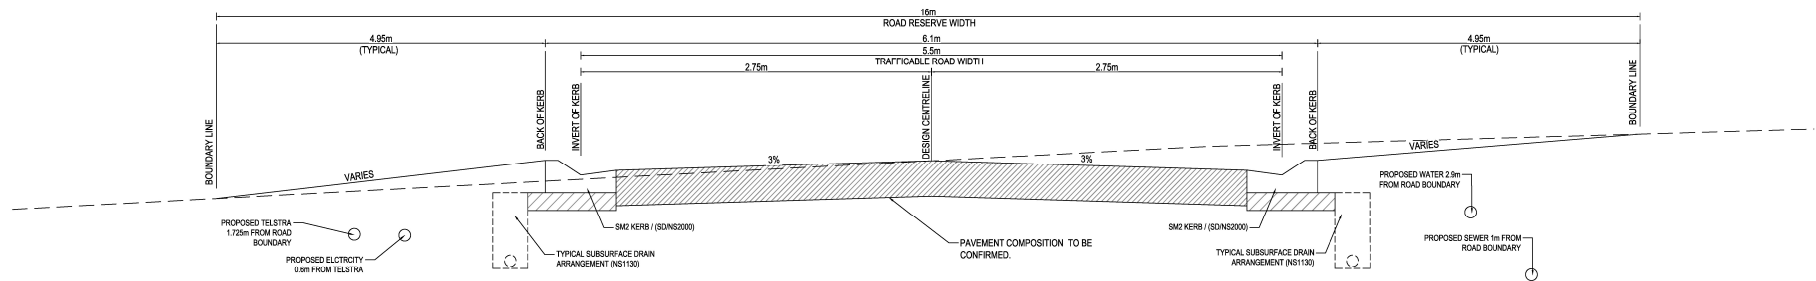 16m
ROAD RESERVE WIDTH
4.95m
(TYPICAL)
6.1m
4.95m
(TYPICAL)
5.5m
TRAFFICABLE ROAD WIDTH
2.75m
2.75m
BOUNDARY LINE
BACK OF KERB
INVERT OF KERB
DESIGN CENTRELINE
INVERT OF KERB
BACK OF KERB
BOUNDARY LINE
VARIES
3%
3%
VARIES
PROPOSED TELSTRA
1.725m FROM ROAD
BOUNDARY
PROPOSED ELCTRCITY
0.6m FROM TELSTRA
SM2 KERB / (SD/NS2000)
TYPICAL SUBSURFACE DRAIN
ARRANGEMENT (NS1130)
PAVEMENT COMPOSITION TO BE
CONFIRMED.
SM2 KERB / (SD/NS2000)
TYPICAL SUBSURFACE DRAIN
ARRANGEMENT (NS1130)
PROPOSED WATER 2.9m
FROM ROAD BOUNDARY
PROPOSED SEWER 1m FROM
ROAD BOUNDARY